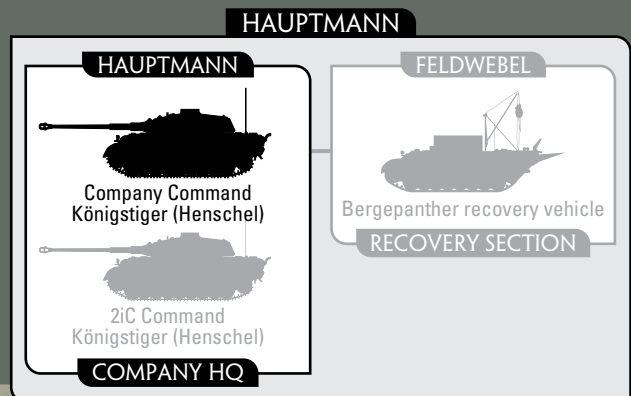 HAUPTMANN
HAUPTMANN
Company Command
Königstiger (Henschel)
2iC Command
Königstiger (Henschel)
COMPANY HQ
FELDWEBEL
Bergepanther recovery vehicle
RECOVERY SECTION